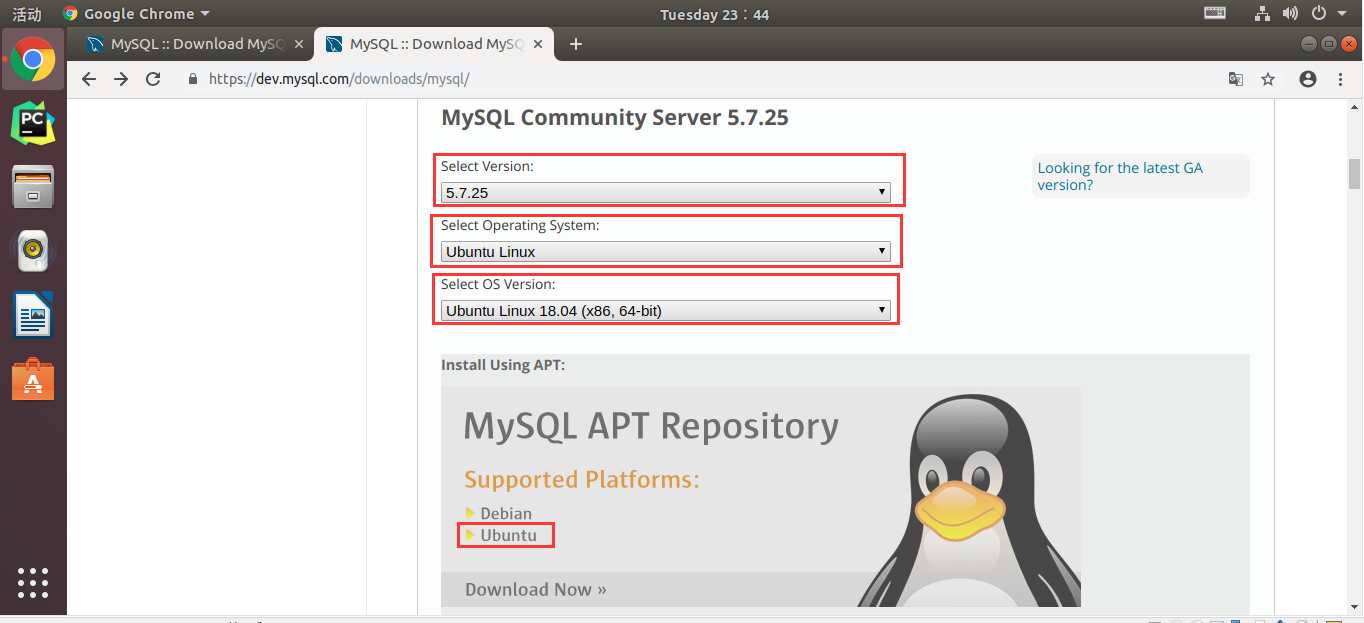 活动
Google Chrome
Tuesday 23：44
MySQL :: Download MySQ
MySQL :: Download MySQ
https://dev.mysql.com/downloads/mysql/
PC
MySQL Community Server 5.7.25
Select Version:
5.7.25
Looking for the latest GA
version?
Select Operating System:
Ubuntu Linux
Select OS Version:
Ubuntu Linux 18.04 (x86, 64-bit)
Install Using APT:
MySQL APT Repository
Supported Platforms:
Debian
Ubuntu
Download Now »